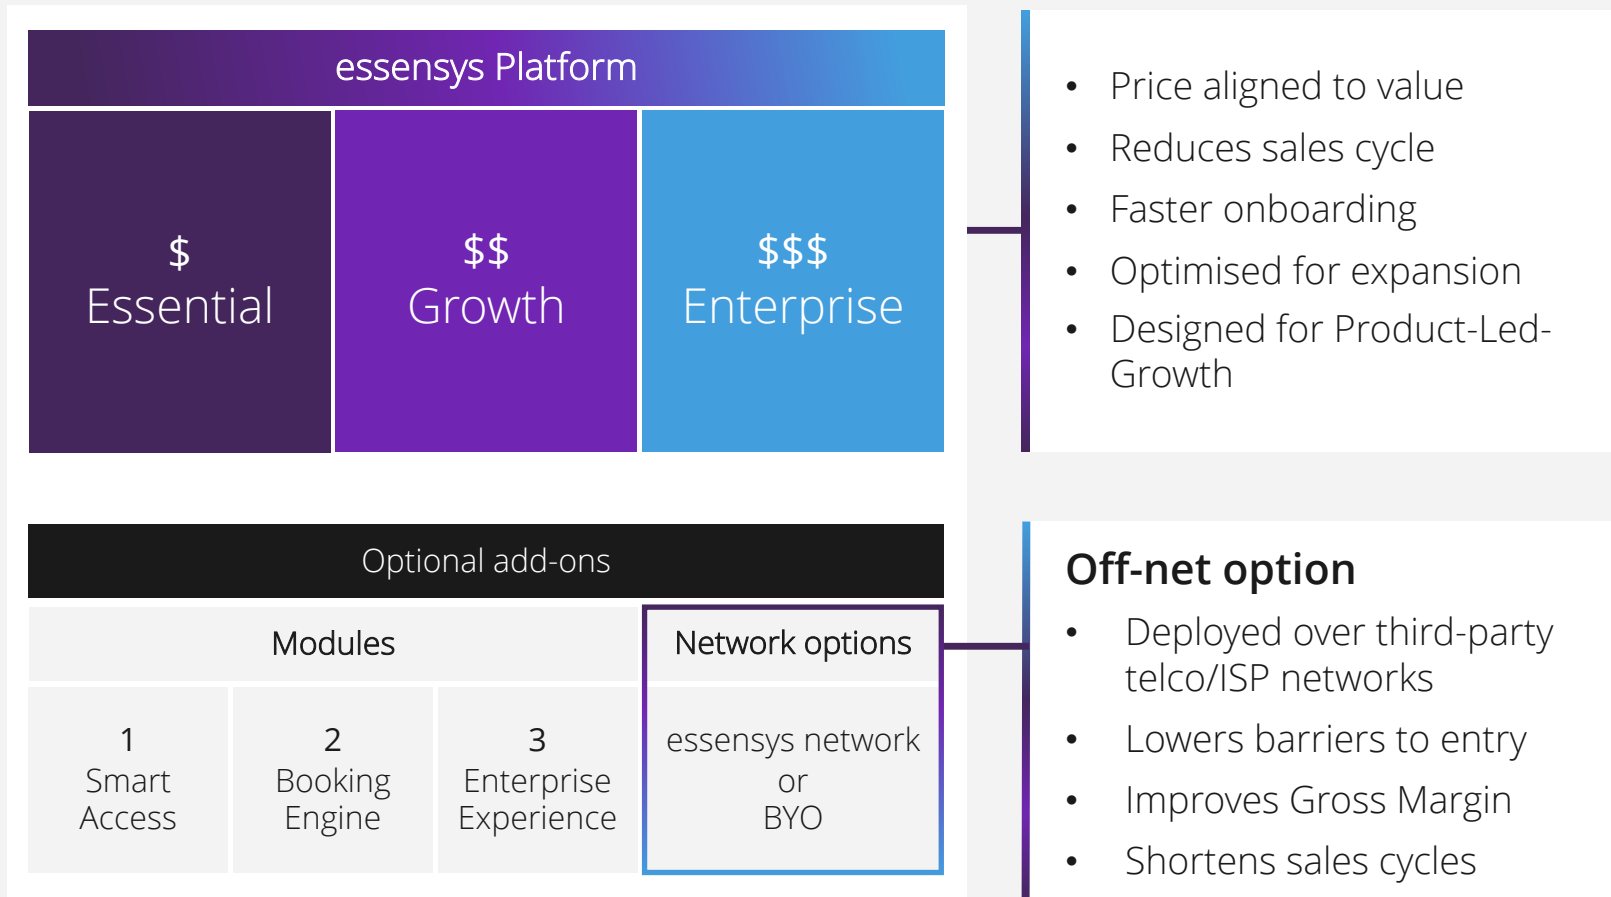 essensys Platform
$
Essential
$$
Growth
$$$
Enterprise
• Price aligned to value
• Reduces sales cycle
• Faster onboarding
• Optimised for expansion
• Designed for Product-Led-
Growth
Optional add-ons
Modules
Network options
1
Smart
Access
2
Booking
Engine
3
Enterprise
Experience
essensys network
or
BYO
Off-net option
• Deployed over third-party
telco/ISP networks
• Lowers barriers to entry
• Improves Gross Margin
• Shortens sales cycles